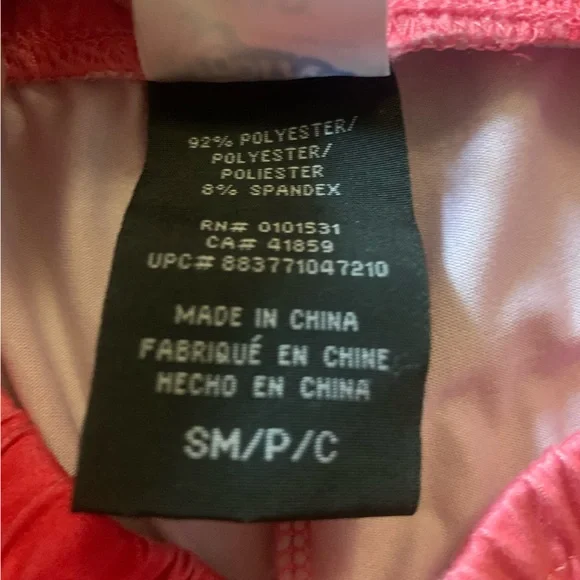 92% POLYESTER/
POLYESTER/
POLIESTER
8% SPANDEX
RN# 0101531
CA# 41859
UPC# 883771047210
MADE IN CHINA
FABRIQUÉ EN CHINE
HECHO EN CHINA
SM/P/C